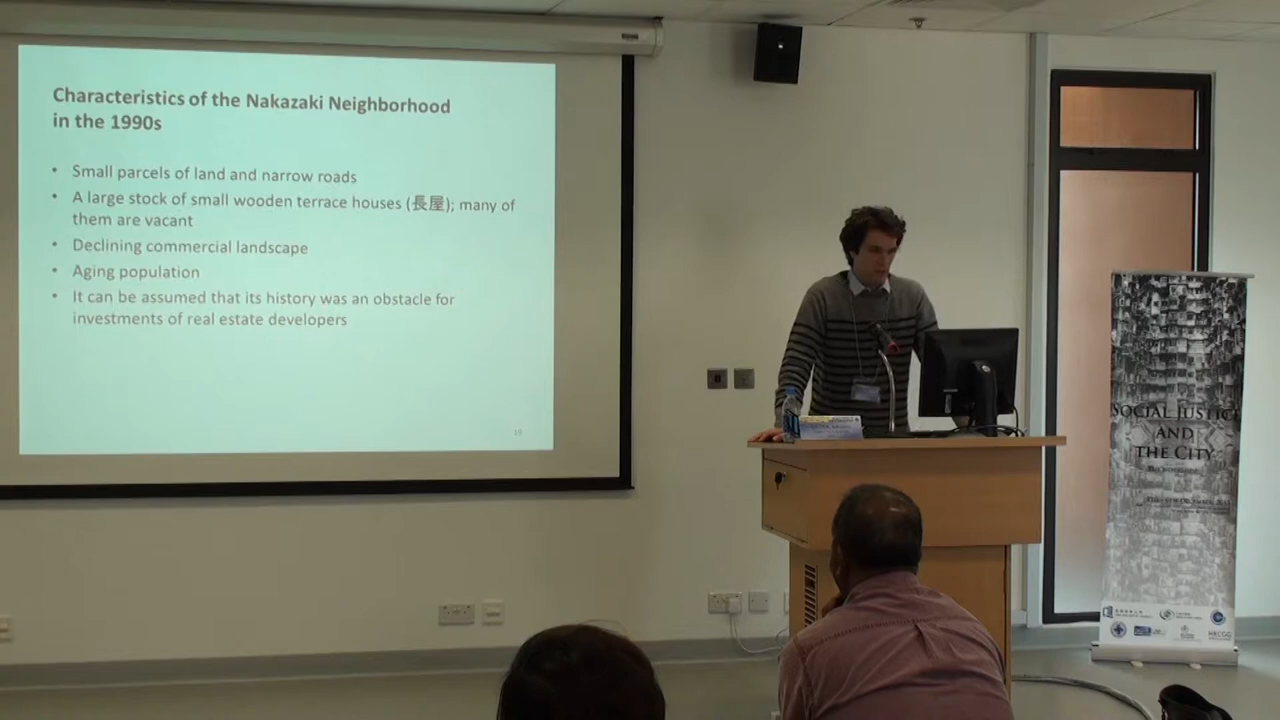 Characteristics of the Nakazaki Neighborhood
in the 1990s
• Small parcels of land and narrow roads
• A large stock of small wooden terrace houses (長屋); many of
them are vacant
• Declining commercial landscape
• Aging population
• It can be assumed that its history was an obstacle for
investments of real estate developers
SOCIAL JUSTICE
AND
THE CITY
HKCGG